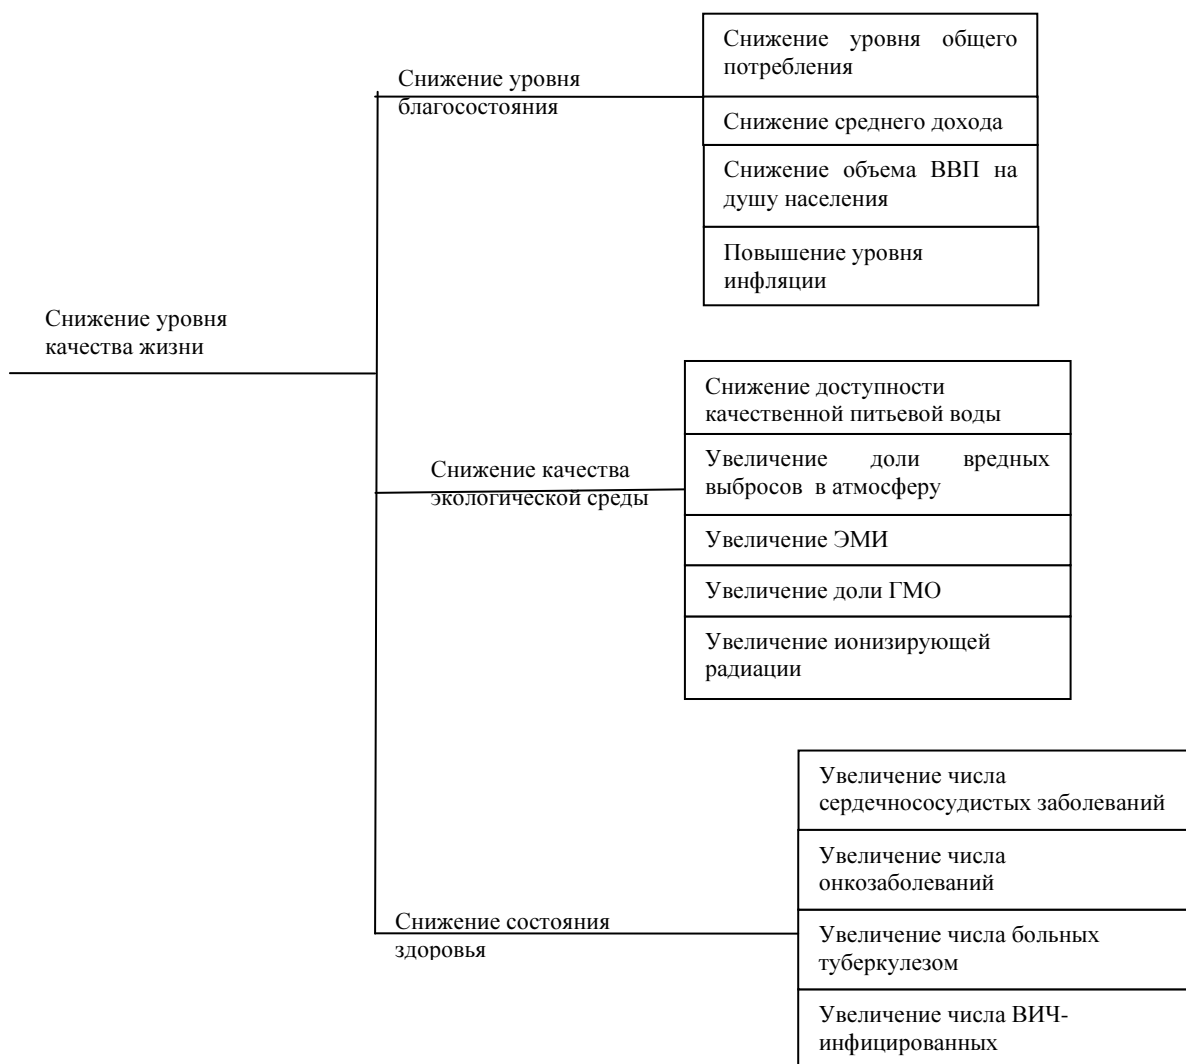 Снижение уровня
качества жизни
Снижение уровня
благосостояния
Снижение уровня общего
потребления
Снижение среднего дохода
Снижение объема ВВП на
душу населения
Повышение уровня
инфляции
Снижение качества
экологической среды
Снижение доступности
качественной питьевой воды
Увеличение доли вредных
выбросов в атмосферу
Увеличение ЭМИ
Увеличение доли ГМО
Увеличение ионизирующей
радиации
Снижение состояния
здоровья
Увеличение числа
сердечнососудистых заболеваний
Увеличение числа
онкозаболеваний
Увеличение числа больных
туберкулезом
Увеличение числа ВИЧ-
инфицированных